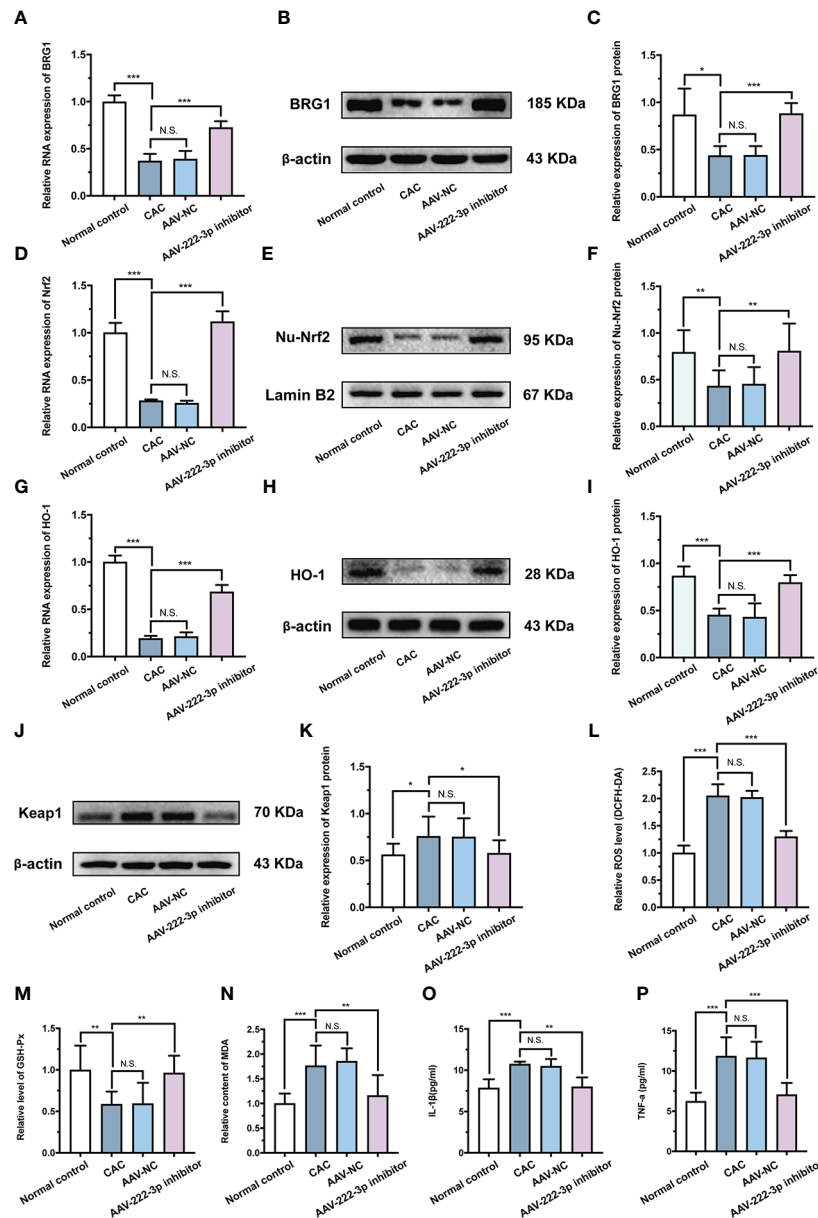 A
Relative RNA expression of BRG1
1.5
1.0
0.5
0.0
***
***
N.S.
Normal control
CAC
AAV-NC
AAV-222-3p inhibitor
B
BRG1
185 KDa
β-actin
43 KDa
Normal control
CAC
AAV-NC
AAV-222-3p inhibitor
C
Relative expression of BRG1 protein
1.5
1.0
0.5
0
*
***
N.S.
Normal control
CAC
AAV-NC
AAV-222-3p inhibitor
D
Relative RNA expression of Nrf2
1.5
1.0
0.5
0.0
***
***
N.S.
Normal control
CAC
AAV-NC
AAV-222-3p inhibitor
E
Nu-Nrf2
95 KDa
Lamin B2
67 KDa
Normal control
CAC
AAV-NC
AAV-222-3p inhibitor
F
Relative expression of Nu-Nrf2 protein
1.5
1.0
0.5
0
**
**
N.S.
Normal control
CAC
AAV-NC
AAV-222-3p inhibitor
G
Relative RNA expression of HO-1
1.5
1.0
0.5
0.0
***
***
N.S.
Normal control
CAC
AAV-NC
AAV-222-3p inhibitor
H
HO-1
28 KDa
β-actin
43 KDa
Normal control
CAC
AAV-NC
AAV-222-3p inhibitor
I
Relative expression of HO-1 protein
1.5
1.0
0.5
0
***
***
N.S.
Normal control
CAC
AAV-NC
AAV-222-3p inhibitor
J
Keap1
70 KDa
β-actin
43 KDa
Normal control
CAC
AAV-NC
AAV-222-3p inhibitor
K
Relative expression of Keap1 protein
1.5
1.0
0.5
0
*
*
N.S.
Normal control
CAC
AAV-NC
AAV-222-3p inhibitor
L
Relative ROS level (DCFH-DA)
2.5
2.0
1.5
1.0
0.5
0.0
***
***
N.S.
Normal control
CAC
AAV-NC
AAV-222-3p inhibitor
M
Relative level of GSH-Px
1.5
1.0
0.5
0.0
**
**
N.S.
Normal control
CAC
AAV-NC
AAV-222-3p inhibitor
N
Relative content of MDA
2.5
2.0
1.5
1.0
0.5
0.0
***
**
N.S.
Normal control
CAC
AAV-NC
AAV-222-3p inhibitor
O
IL-1β(pg/ml)
15
10
5
0
***
**
N.S.
Normal control
CAC
AAV-NC
AAV-222-3p inhibitor
P
TNF-a (pg/ml)
20
15
10
5
0
***
***
N.S.
Normal control
CAC
AAV-NC
AAV-222-3p inhibitor